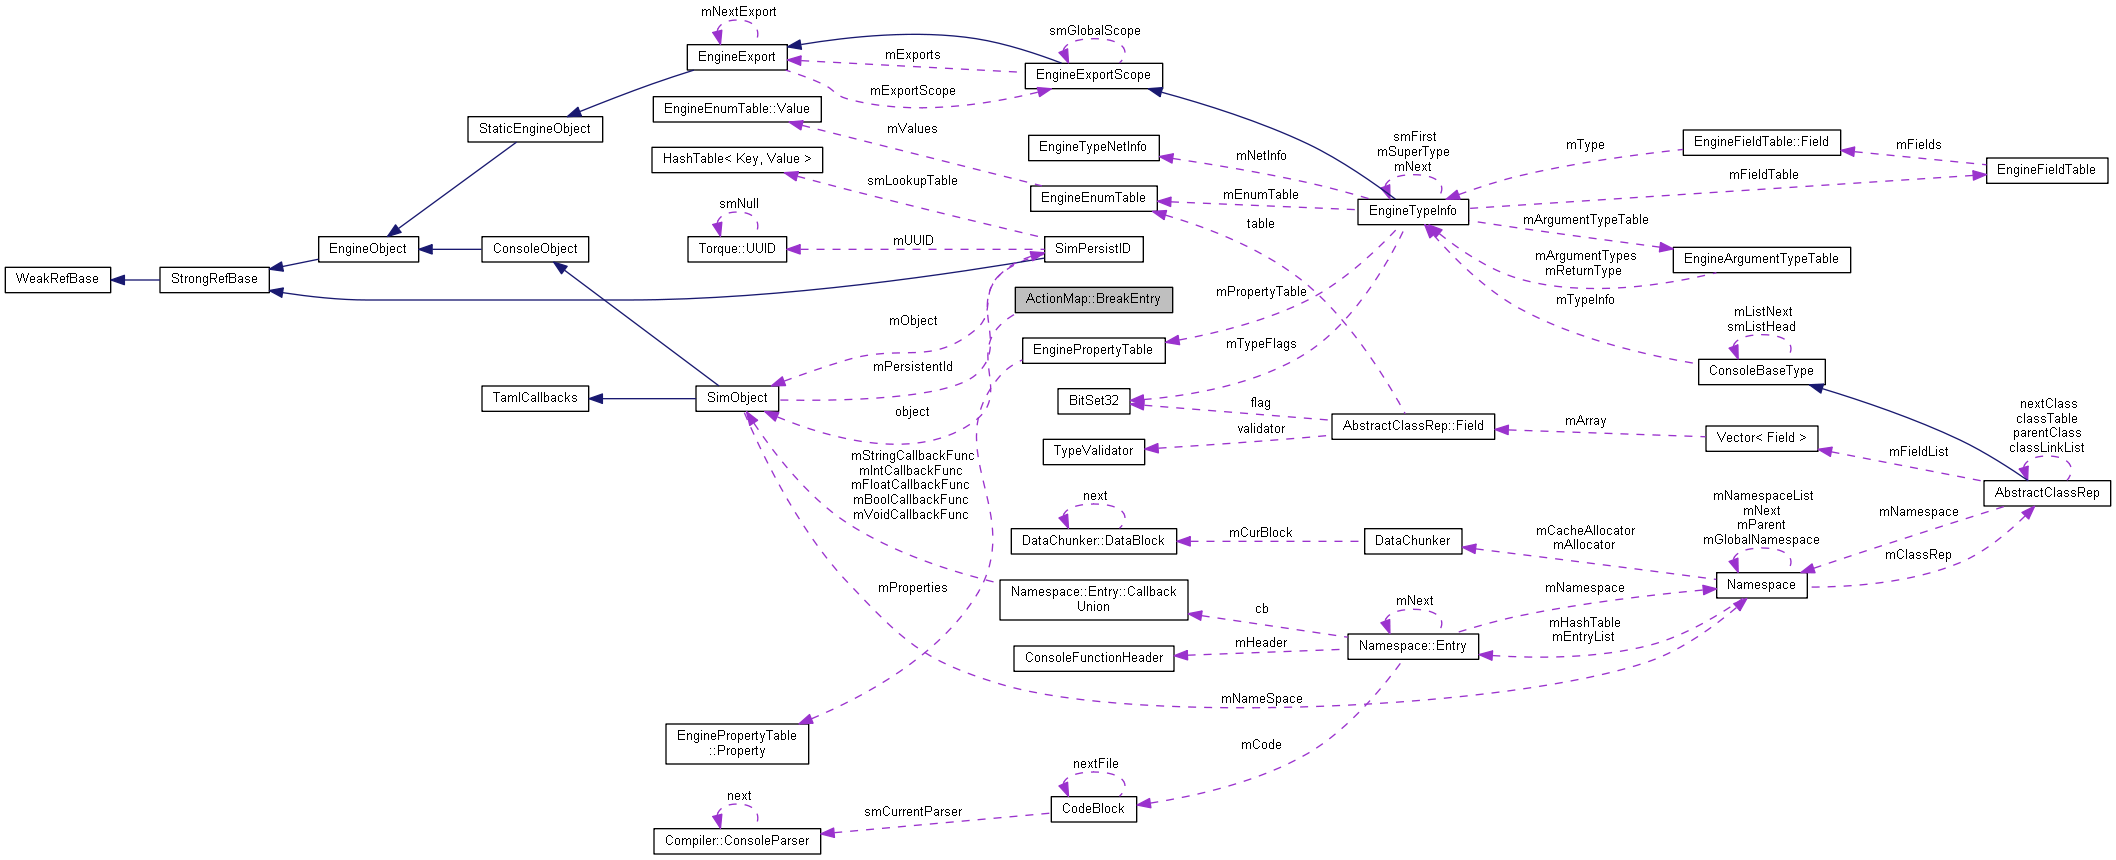 mNextExport
EngineExport
smGlobalScope
mExports
EngineExportScope
mExportScope
EngineEnumTable::Value
StaticEngineObject
mValues
HashTable< Key, Value >
EngineTypeNetInfo
mNetInfo
smFirst
mSuperType
mNext
mType
EngineFieldTable::Field
mFields
EngineFieldTable
mFieldTable
smLookupTable
EngineEnumTable
mEnumTable
EngineTypeInfo
smNull
table
mArgumentTypeTable
EngineObject
ConsoleObject
Torque::UUID
mUUID
SimPersistID
mArgumentTypes
mReturnType
EngineArgumentTypeTable
WeakRefBase
StrongRefBase
ActionMap::BreakEntry
mPropertyTable
mTypeInfo
mObject
mListNext
smListHead
EnginePropertyTable
mTypeFlags
mPersistentId
ConsoleBaseType
TamlCallbacks
SimObject
BitSet32
flag
object
validator
AbstractClassRep::Field
mArray
Vector< Field >
nextClass
classTable
parentClass
classLinkList
TypeValidator
mFieldList
mStringCallbackFunc
mIntCallbackFunc
mFloatCallbackFunc
mBoolCallbackFunc
mVoidCallbackFunc
AbstractClassRep
next
mNamespaceList
mNext
mParent
mGlobalNamespace
mNamespace
DataChunker::DataBlock
mCurBlock
DataChunker
mCacheAllocator
mAllocator
mClassRep
mProperties
Namespace::Entry::Callback
Union
cb
mNext
mNamespace
Namespace
mHashTable
mEntryList
ConsoleFunctionHeader
mHeader
Namespace::Entry
mNameSpace
EnginePropertyTable
::Property
mCode
nextFile
next
smCurrentParser
CodeBlock
Compiler::ConsoleParser